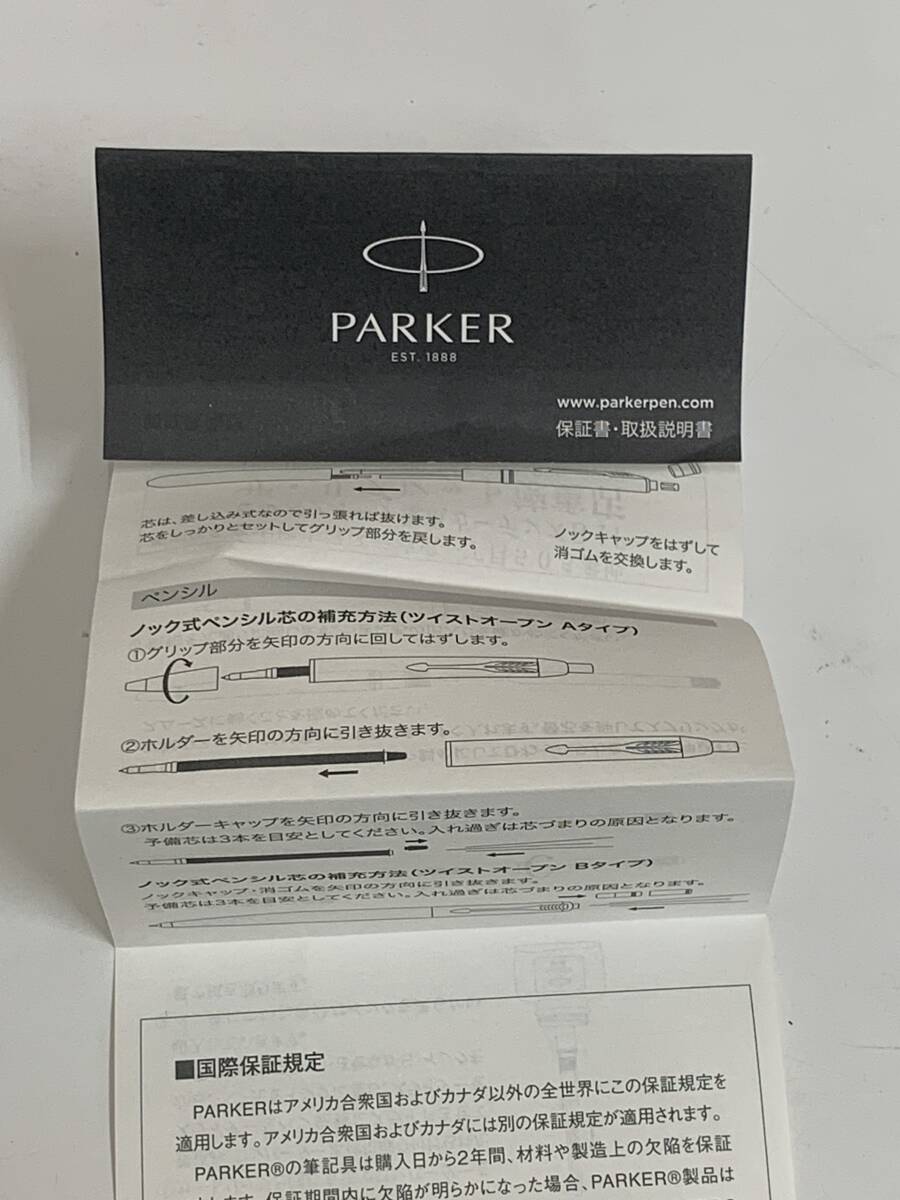 PARKER
EST. 1888
www.parkerpen.com
保証書・取扱説明書
芯は、差し込み式なので引っ張れば抜けます。
芯をしっかりとセットしてグリップ部分を戻します。
ノックキャップをはずして
消ゴムを交換します。
ペンシル
ノック式ペンシル芯の補充方法(ツイストオープン Aタイプ)
①グリップ部分を矢印の方向に回してはずします。
②ホルダーを矢印の方向に引き抜きます。
③ホルダーキャップを矢印の方向に引き抜きます。
予備芯は3本を目安としてください。入れ過ぎは芯づまりの原因となります。
ノック式ペンシル芯の補充方法(ツイストオープン Bタイプ)
ノックキャップ・消ゴムを矢印の方向に引き抜きます。
予備芯は3本を目安としてください。入れ過ぎは芯づまりの原因となります。
■国際保証規定
PARKERはアメリカ合衆国およびカナダ以外の全世界にこの保証規定を
適用します。アメリカ合衆国およびカナダには別の保証規定が適用されます。
PARKER®の筆記具は購入日から2年間、材料や製造上の欠陥を保証
します。保証期間内に欠陥が明らかになった場合、PARKER®製品は